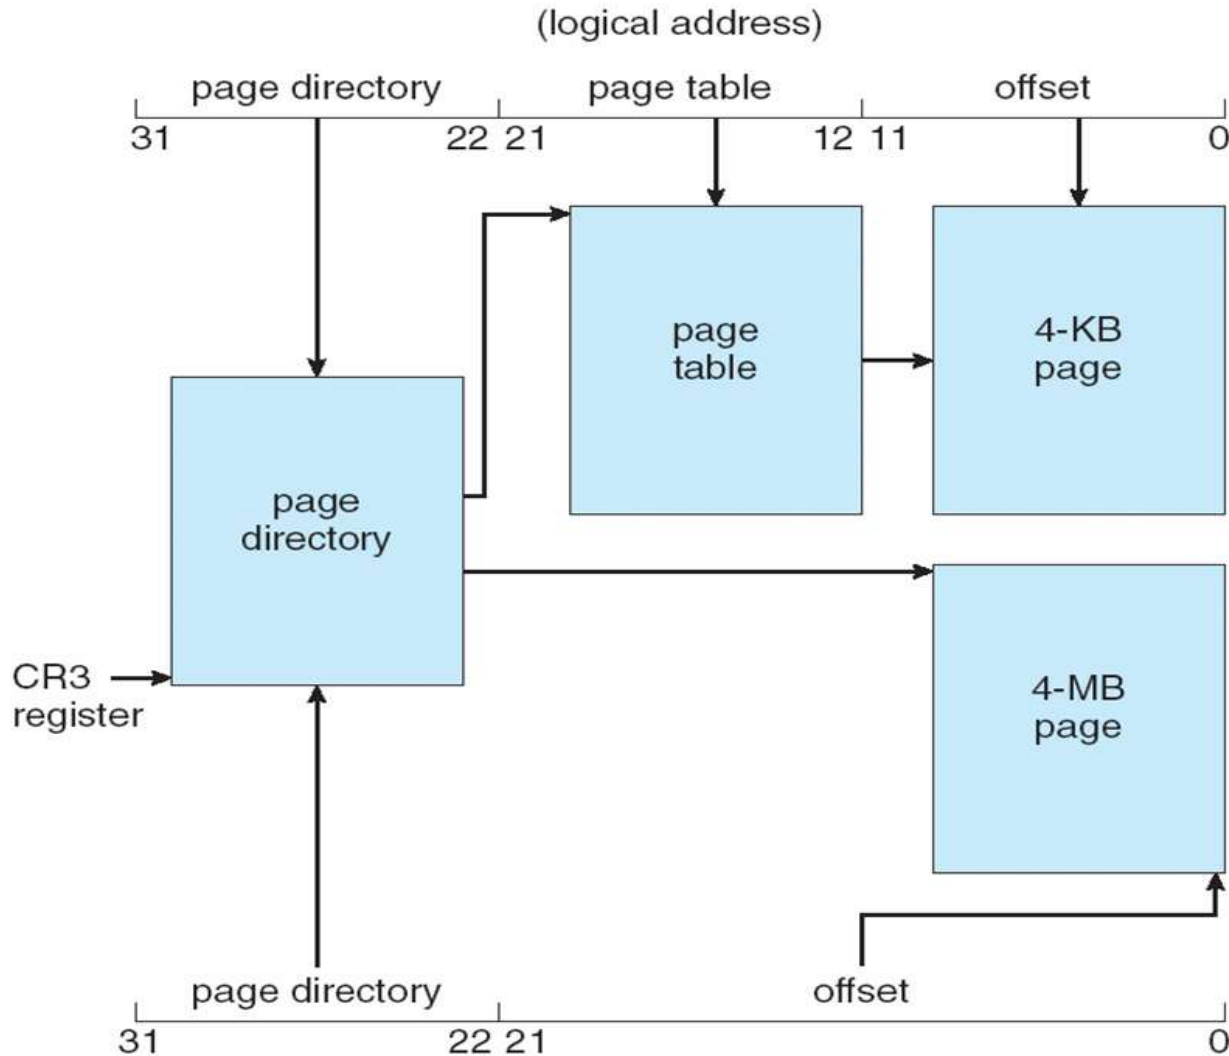 (logical address)
page directory page table offset
31 22 21 12 11 0
page
table
4-KB
page
page
directory
CR3
register
4-MB
page
page directory offset
31 22 21 0